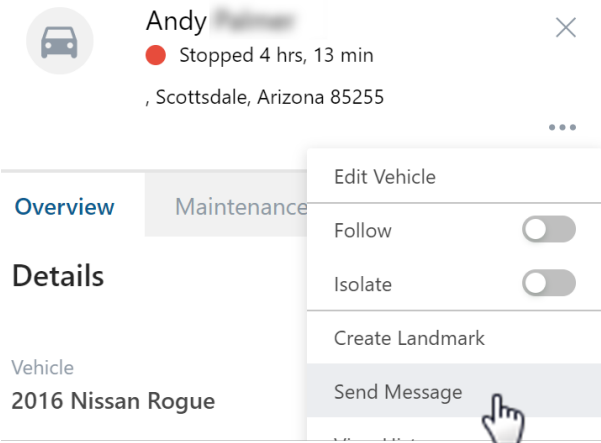 Andy
Stopped 4 hrs, 13 min
, Scottsdale, Arizona 85255
Edit Vehicle
Overview
Maintenance
Follow
Isolate
Details
Create Landmark
Vehicle
Send Message
2016 Nissan Rogue